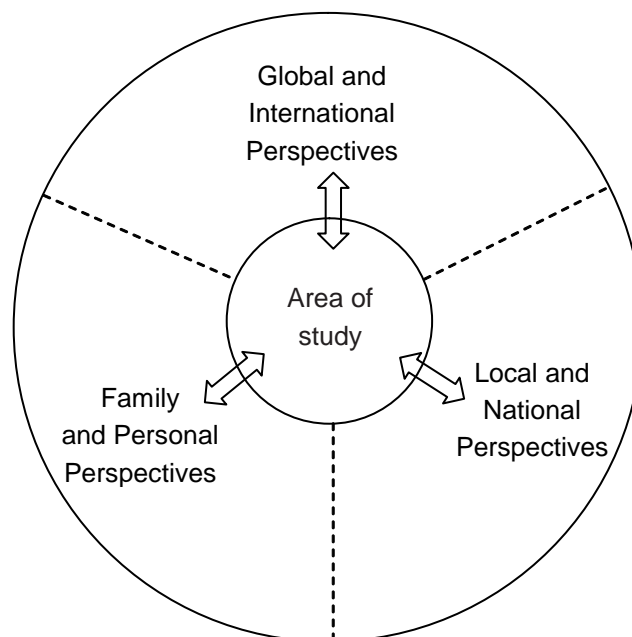 Global and
International
Perspectives
Area of
study
Family
and Personal
Perspectives
Local and
National
Perspectives